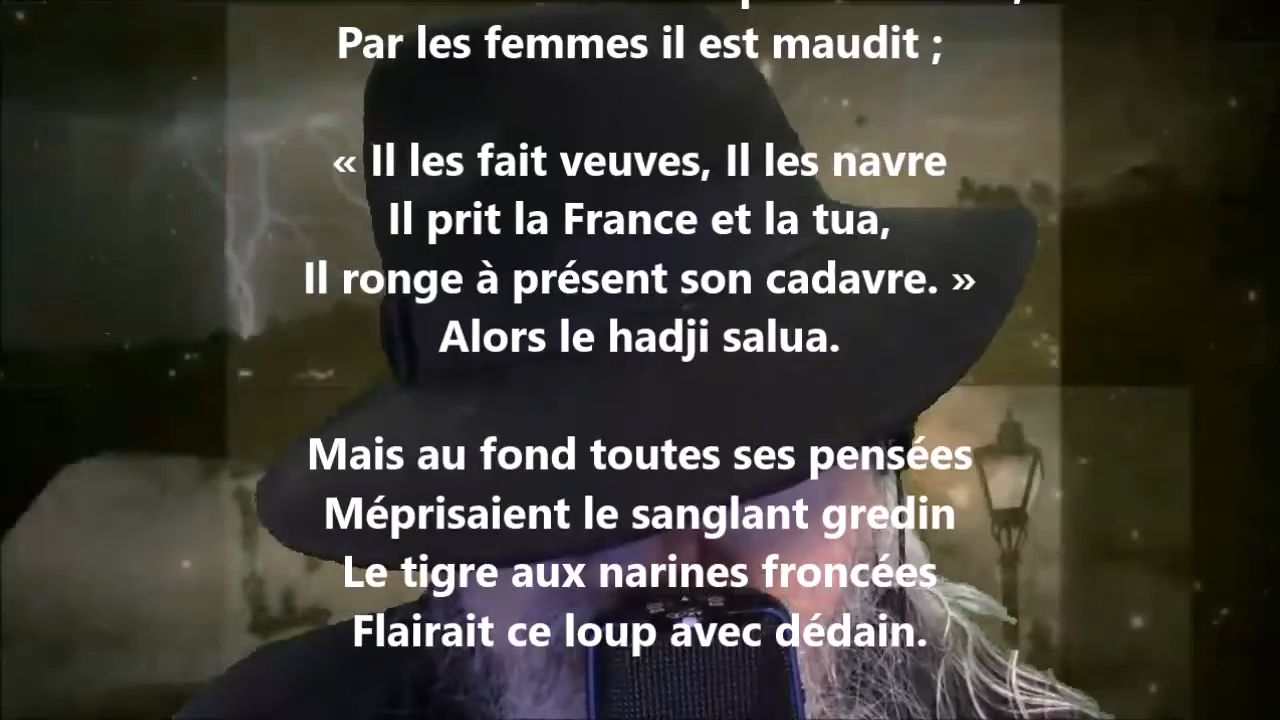 Par les femmes il est maudit ;
« Il les fait veuves, Il les navre
Il prit la France et la tua,
Il ronge à présent son cadavre. »
Alors le hadji salua.
Mais au fond toutes ses pensées
Méprisaient le sanglant gredin
Le tigre aux narines froncées
Flairait ce loup avec dédain.